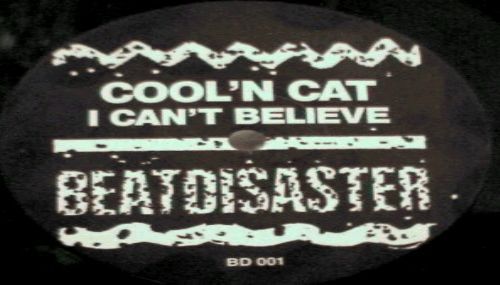 COOL'N CAT
I CAN'T BELIEVE
BEATDISASTER
BD 001